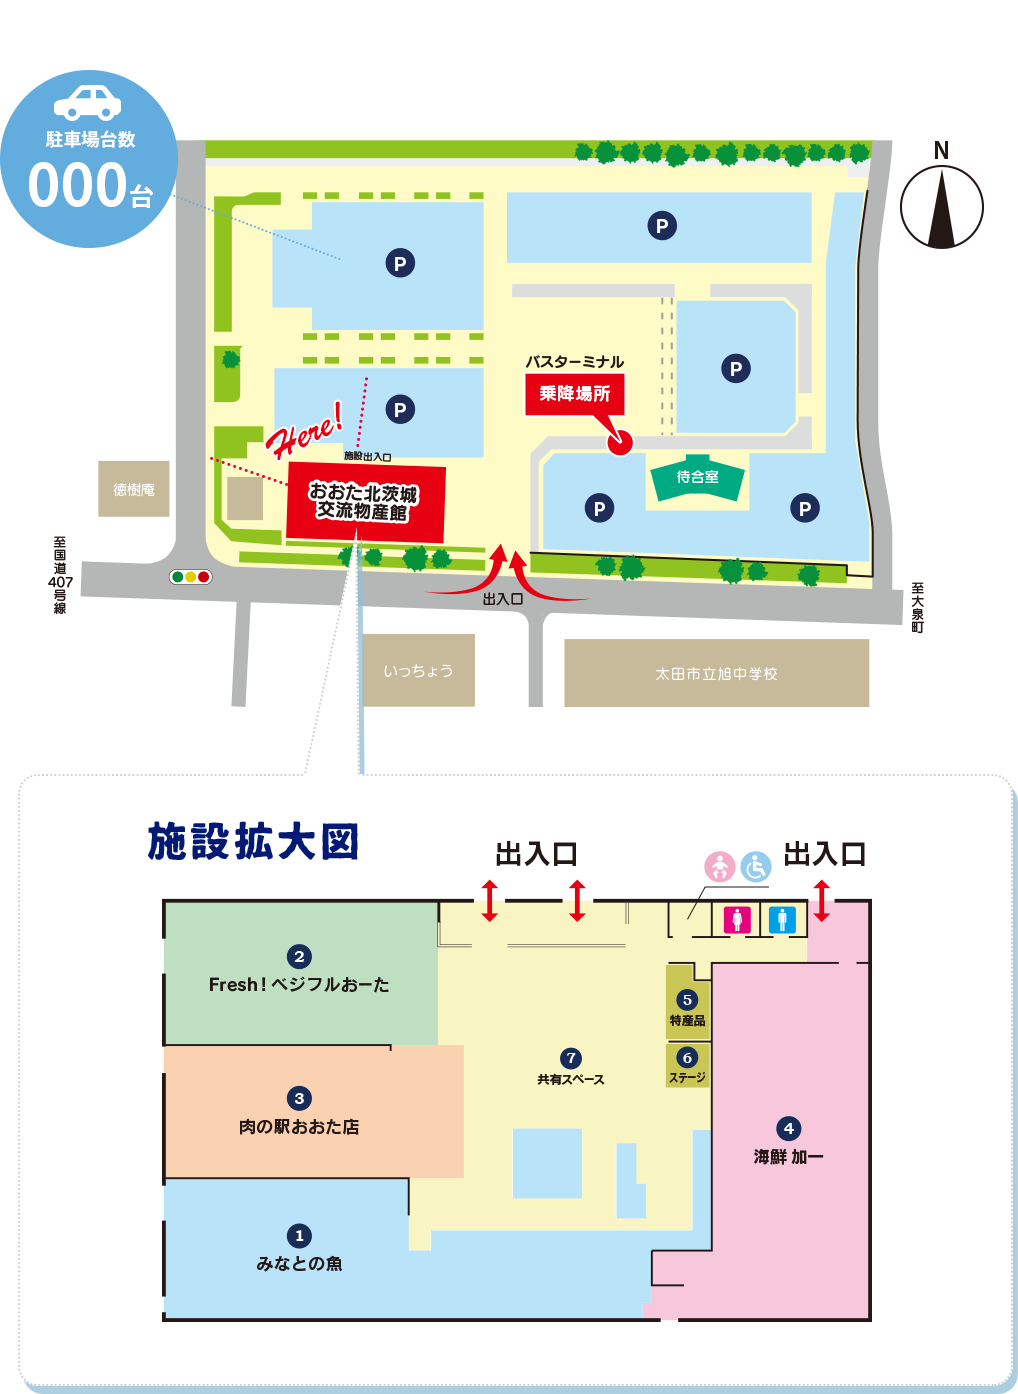 駐車場台数
000台
N
P
P
P
バスターミナル
乗降場所
P
Here!
施設出入口
待合室
おおた北茨城
交流物産館
徳樹庵
P
P
至国道407号線
出入口
至大泉町
いっちょう
太田市立旭中学校
施設拡大図
出入口
出入口
2
Fresh! ベジフルおーた
5
特産品
6
ステージ
7
共有スペース
3
肉の駅おおた店
4
海鮮 加一
1
みなとの魚